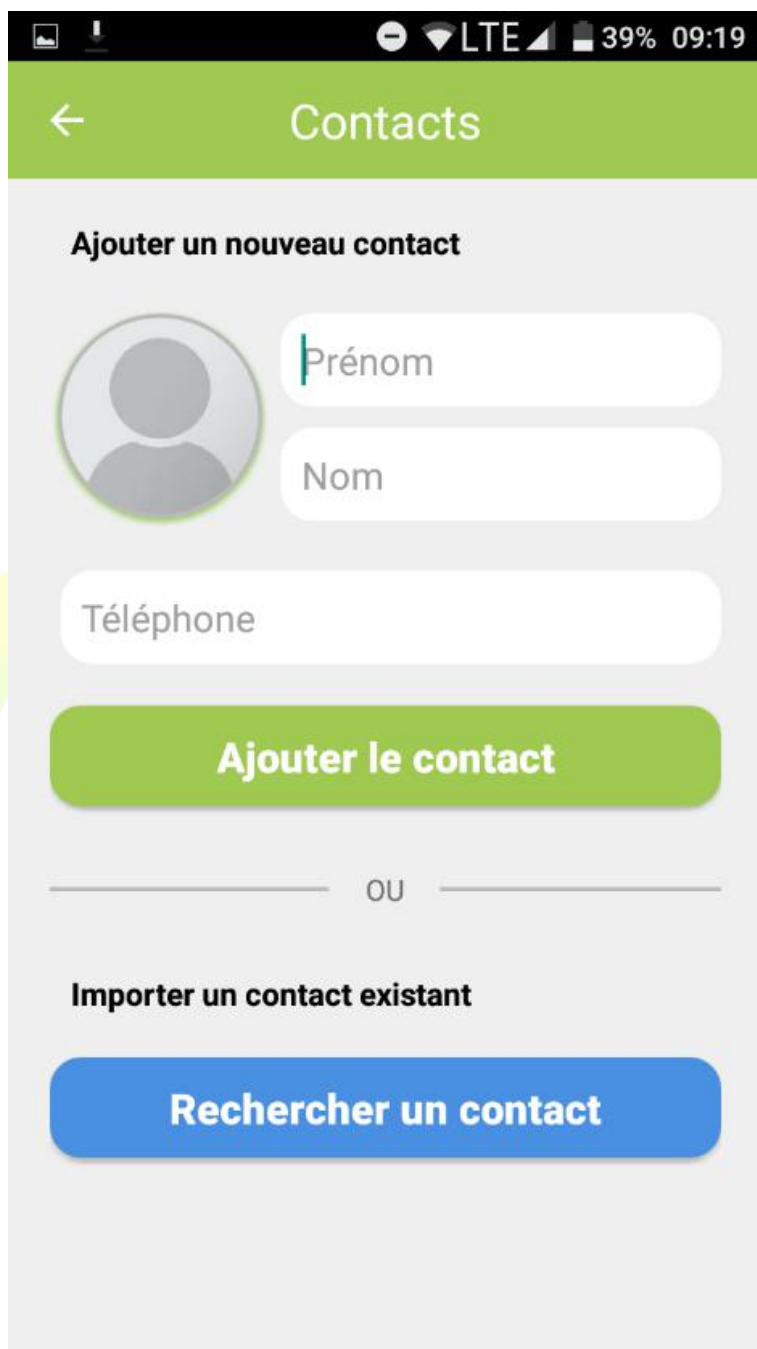 LTE 39% 09:19
Contacts
Ajouter un nouveau contact
Prénom
Nom
Téléphone
Ajouter le contact
OU
Importer un contact existant
Rechercher un contact